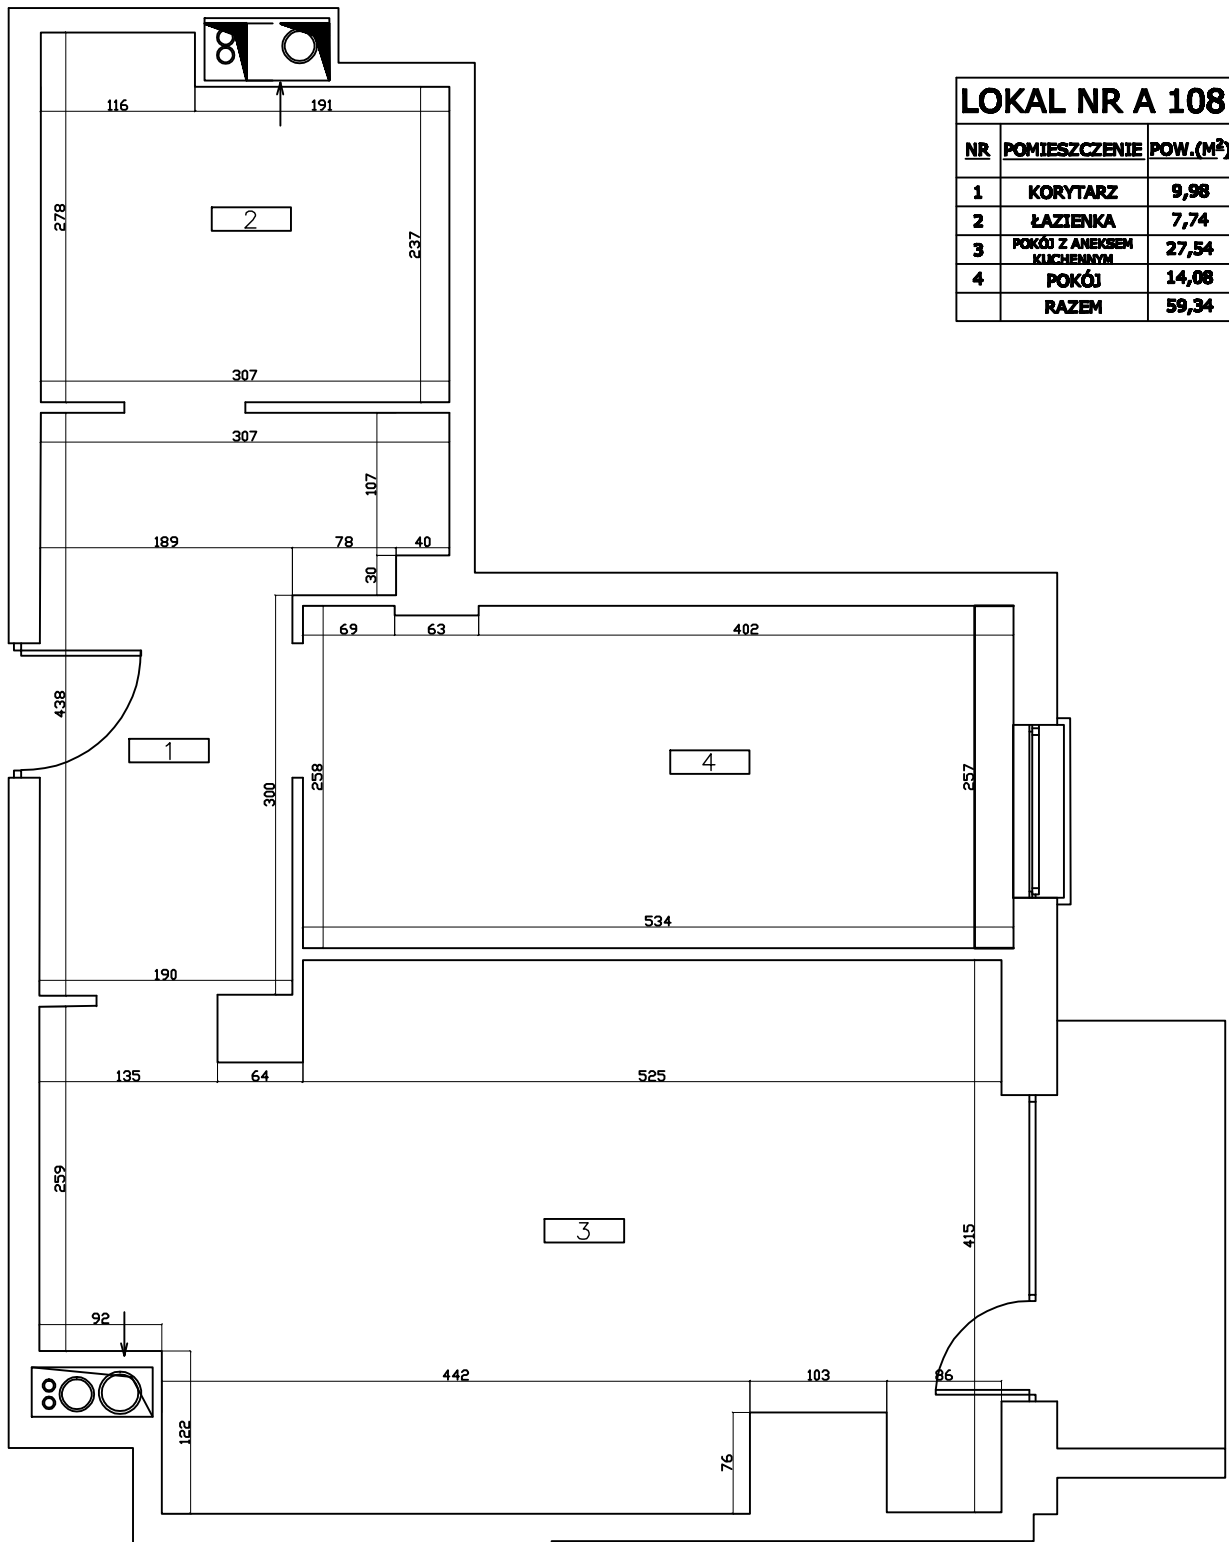 LOKAL NR A 108
NR POMIESZCZENIE POW.(M²)
1 KORYTARZ 9,98
2 ŁAZIENKA 7,74
3 POKÓJ Z ANEKSEM KUCHENNYM 27,54
4 POKÓJ 14,08
RAZEM 59,34
116 191
278
2
237
307
307
107
189 78 40
30
69 63 402
438
1
4
258
257
300
534
190
135 64 525
259
3
415
92
442 103 86
122
76